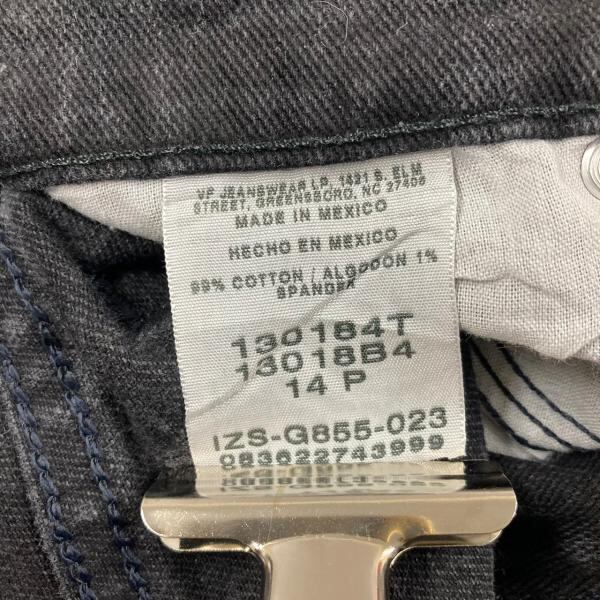 VF JEANSWEAR LP, 1421 S. ELM
STREET, GREENSBORO, NC 27406
MADE IN MEXICO
HECHO EN MEXICO
99% COTTON / ALGODON 1%
SPANDEX
130184T
13018B4
14 P
IZS-G855-023
083622743999